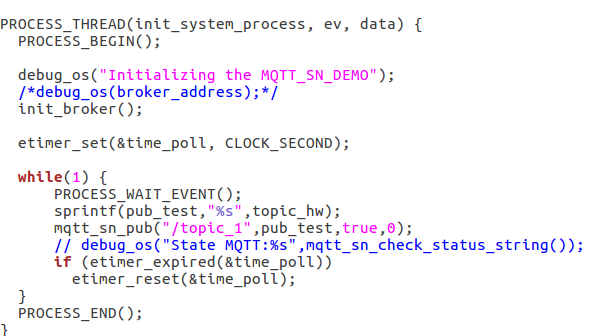 PROCESS_THREAD(init_system_process, ev, data) {
  PROCESS_BEGIN();

  debug_os("Initializing the MQTT_SN_DEMO");
  /*debug_os(broker_address);*/
  init_broker();

  etimer_set(&time_poll, CLOCK_SECOND);

  while(1) {
      PROCESS_WAIT_EVENT();
      sprintf(pub_test,"%s",topic_hw);
      mqtt_sn_pub("/topic_1",pub_test,true,0);
      // debug_os("State MQTT:%s",mqtt_sn_check_status_string());
      if (etimer_expired(&time_poll))
        etimer_reset(&time_poll);
  }
  PROCESS_END();
}